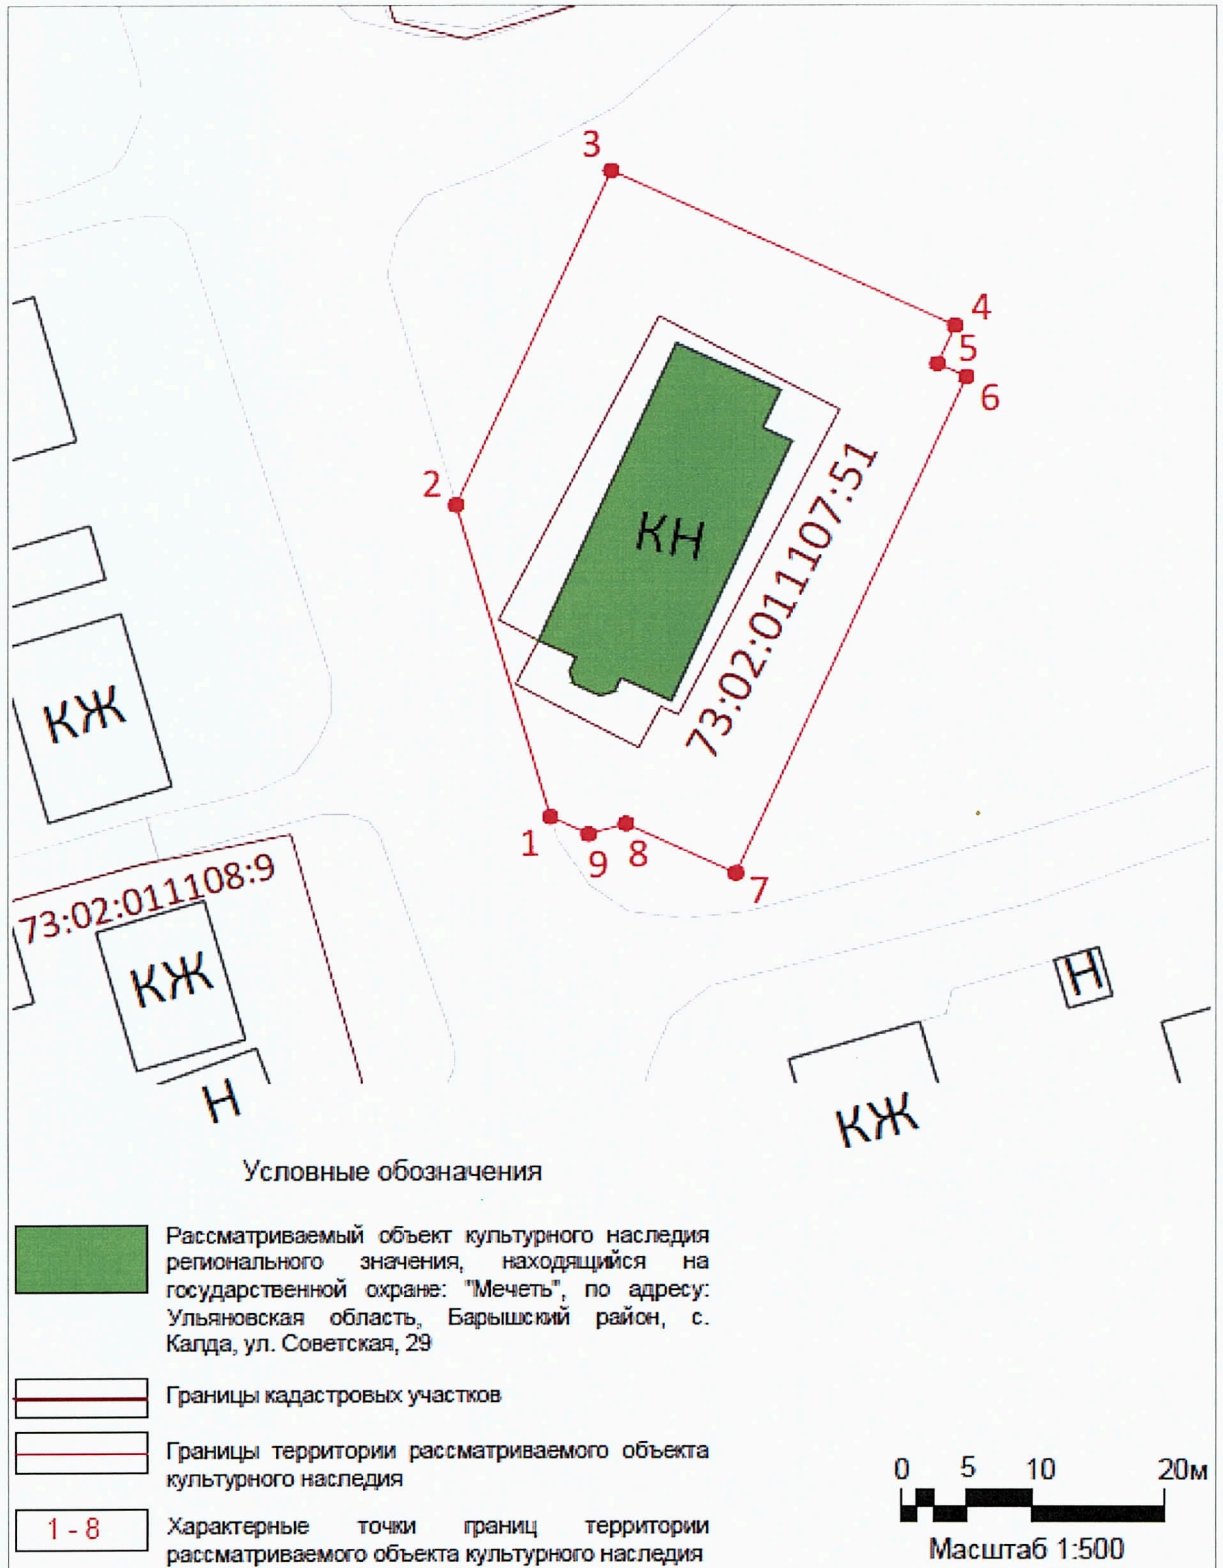 3
4
5
6
2
КН
73:02:011107:51
КЖ
1
9
8
7
73:02:011108:9
КЖ
Н
Н
КЖ
Условные обозначения
Рассматриваемый объект культурного наследия
регионального значения, находящийся на
государственной охране: "Мечеть", по адресу:
Ульяновская область, Барышский район, с.
Калда, ул. Советская, 29
Границы кадастровых участков
Границы территории рассматриваемого объекта
культурного наследия
1 - 8
Характерные точки границ территории
рассматриваемого объекта культурного наследия
0 5 10 20м
Масштаб 1:500